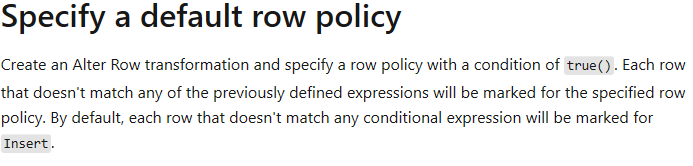 Specify a default row policy
Create an Alter Row transformation and specify a row policy with a condition of true(). Each row
that doesn't match any of the previously defined expressions will be marked for the specified row
policy. By default, each row that doesn't match any conditional expression will be marked for
Insert.